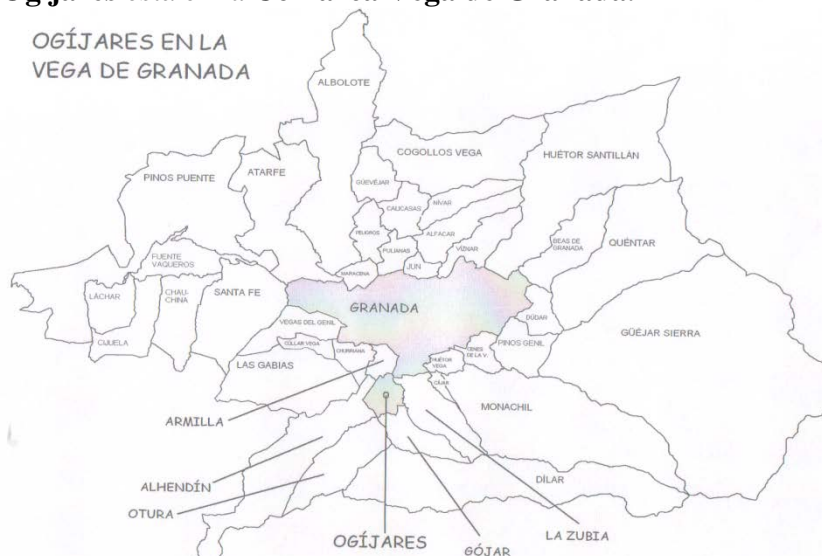 OGÍJARES EN LA
VEGA DE GRANADA
ALBOLOTE
COGOLLOS VEGA
HUÉTOR SANTILLÁN
PINOS PUENTE
ATARFE
GÜEVÉJAR
CAUCASAS
NÍVAR
PELIGROS
ALFACAR
PULIANAS
VÍZNAR
BEAS DE
GRANADA
QUÉNTAR
FUENTE
VAQUEROS
MARACENA
JUN
LÁCHAR
CHAU-
CHINA
SANTA FE
GRANADA
DÚDAR
VEGAS DEL GENIL
GÜÉJAR SIERRA
CIJUELA
CULLAR VEGA
CHURRIANA
PINOS GENIL
CENES
DE LA V.
HUÉTOR
VEGA
LAS GABIAS
CÁJAR
MONACHIL
ARMILLA
ALHENDÍN
DÍLAR
OTURA
OGÍJARES
GÓJAR
LA ZUBIA